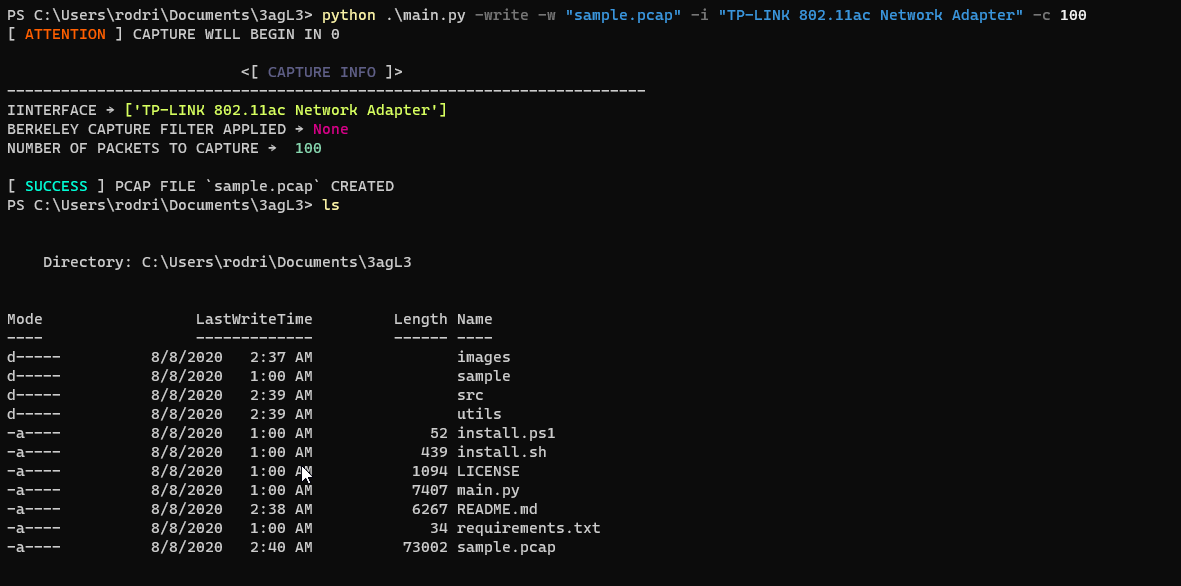 PS C:\Users\rodri\Documents\3agL3> python .\main.py -write -w "sample.pcap" -i "TP-LINK 802.11ac Network Adapter" -c 100
[ ATTENTION ] CAPTURE WILL BEGIN IN 0
<[ CAPTURE INFO ]>
-----------------------------------------------------------------------
IINTERFACE → ['TP-LINK 802.11ac Network Adapter']
BERKELEY CAPTURE FILTER APPLIED → None
NUMBER OF PACKETS TO CAPTURE →  100
[ SUCCESS ] PCAP FILE `sample.pcap` CREATED
PS C:\Users\rodri\Documents\3agL3> ls
Directory: C:\Users\rodri\Documents\3agL3
Mode                 LastWriteTime         Length Name
----                 -------------         ------ ----
d-----          8/8/2020   2:37 AM                images
d-----          8/8/2020   1:00 AM                sample
d-----          8/8/2020   2:39 AM                src
d-----          8/8/2020   2:39 AM                utils
-a----          8/8/2020   1:00 AM             52 install.ps1
-a----          8/8/2020   1:00 AM            439 install.sh
-a----          8/8/2020   1:00 AM           1094 LICENSE
-a----          8/8/2020   1:00 AM           7407 main.py
-a----          8/8/2020   2:38 AM           6267 README.md
-a----          8/8/2020   1:00 AM             34 requirements.txt
-a----          8/8/2020   2:40 AM          73002 sample.pcap